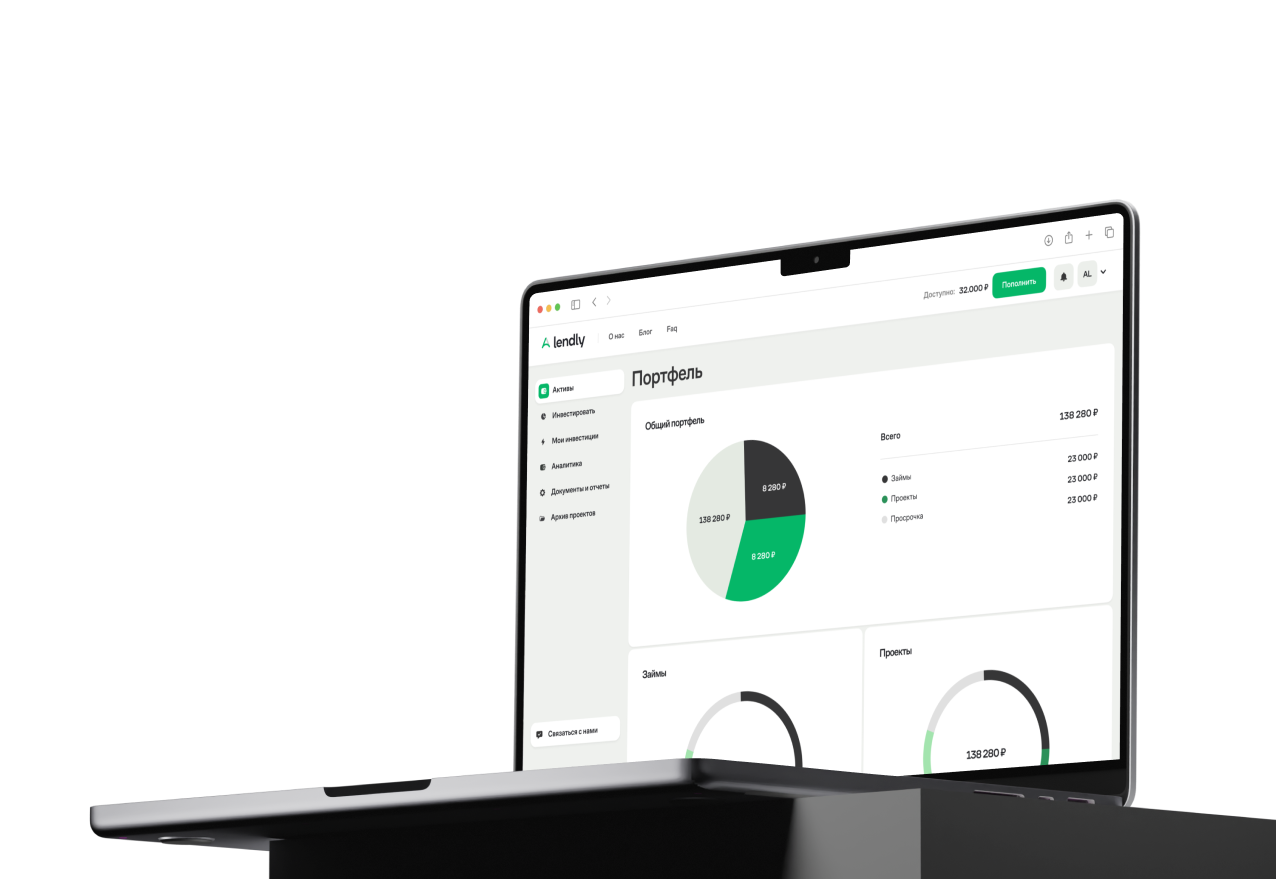 Доступно: 32.000 ₽
Пополнить
AL
lendly
О нас
Блог
Faq
Активы
Инвестировать
Мои инвестиции
Аналитика
Документы и отчеты
Архив проектов
Связаться с нами
Портфель
Общий портфель
8 280 ₽
138 280 ₽
8 280 ₽
Всего 138 280 ₽
Займы 23 000 ₽
Проекты 23 000 ₽
Просрочка 23 000 ₽
Займы
Проекты
138 280 ₽